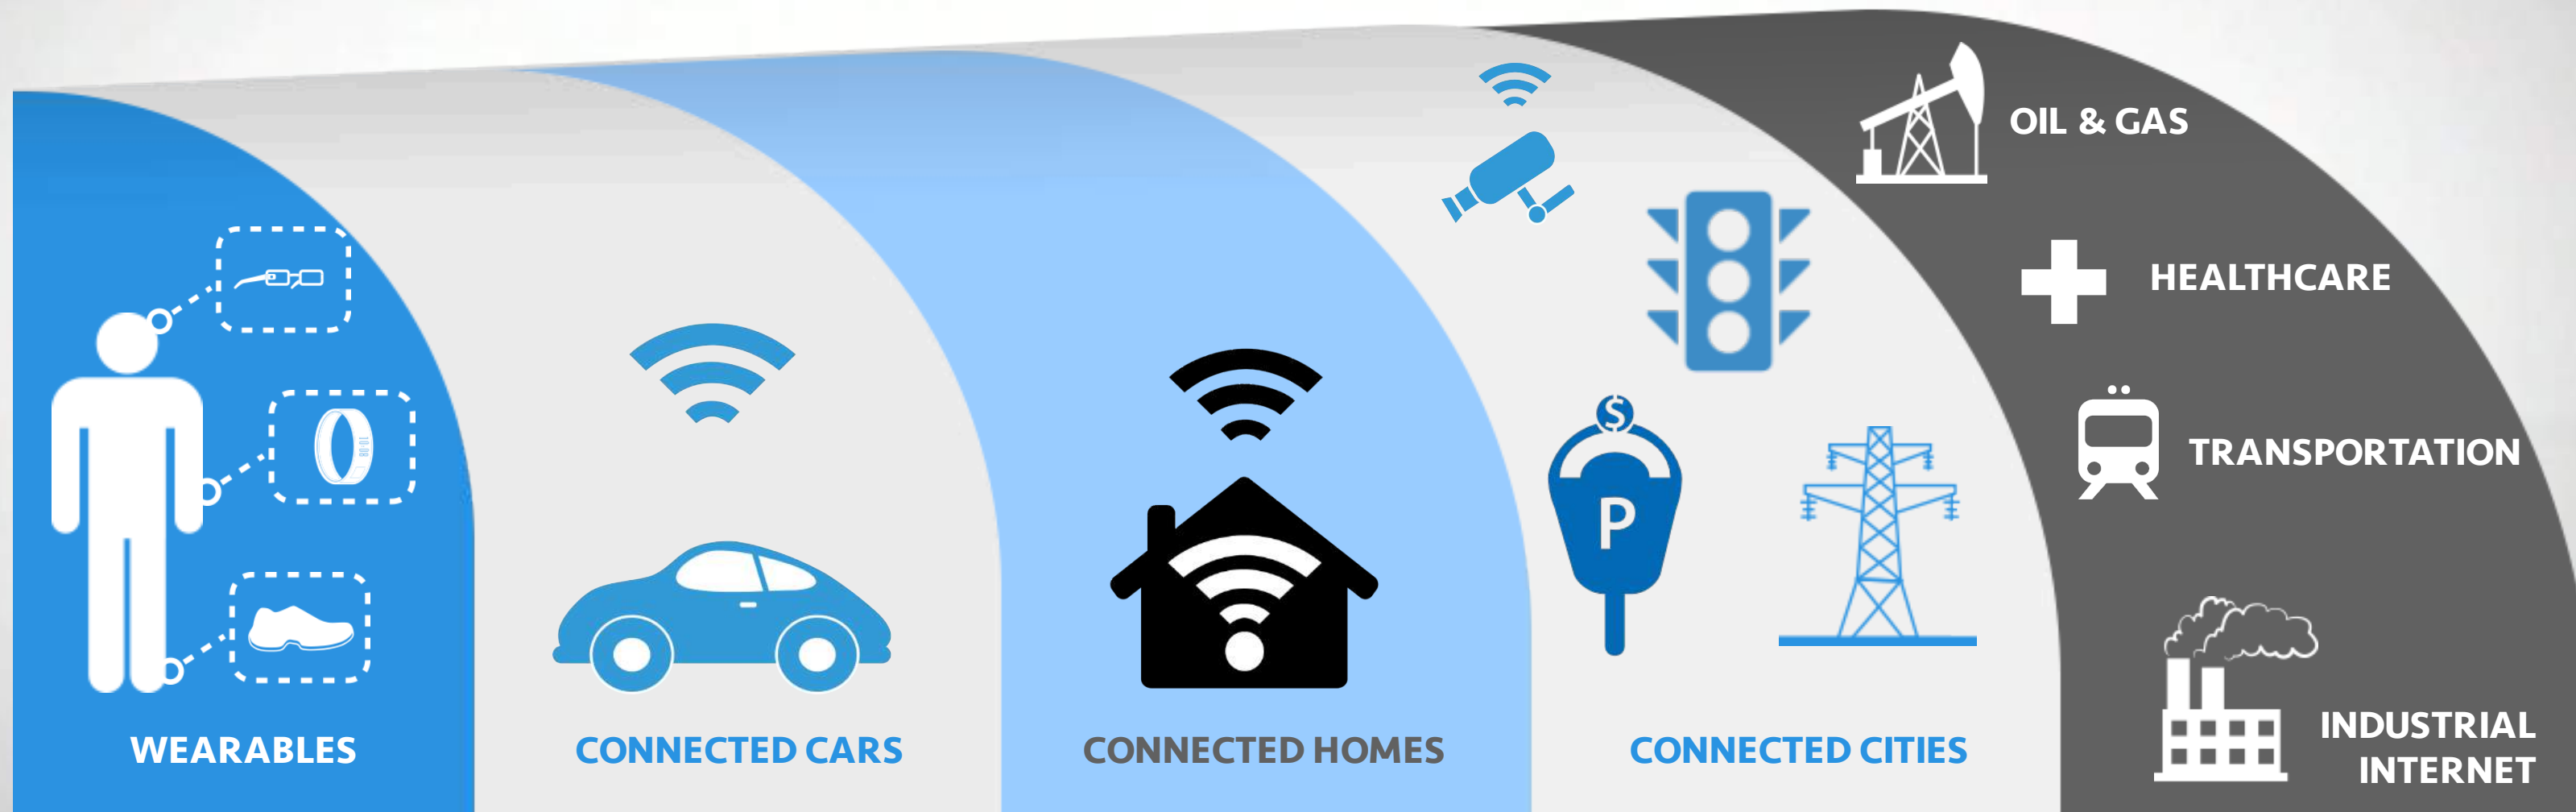 WEARABLES
CONNECTED CARS
CONNECTED HOMES
$
P
CONNECTED CITIES
OIL & GAS
HEALTHCARE
TRANSPORTATION
INDUSTRIAL
INTERNET